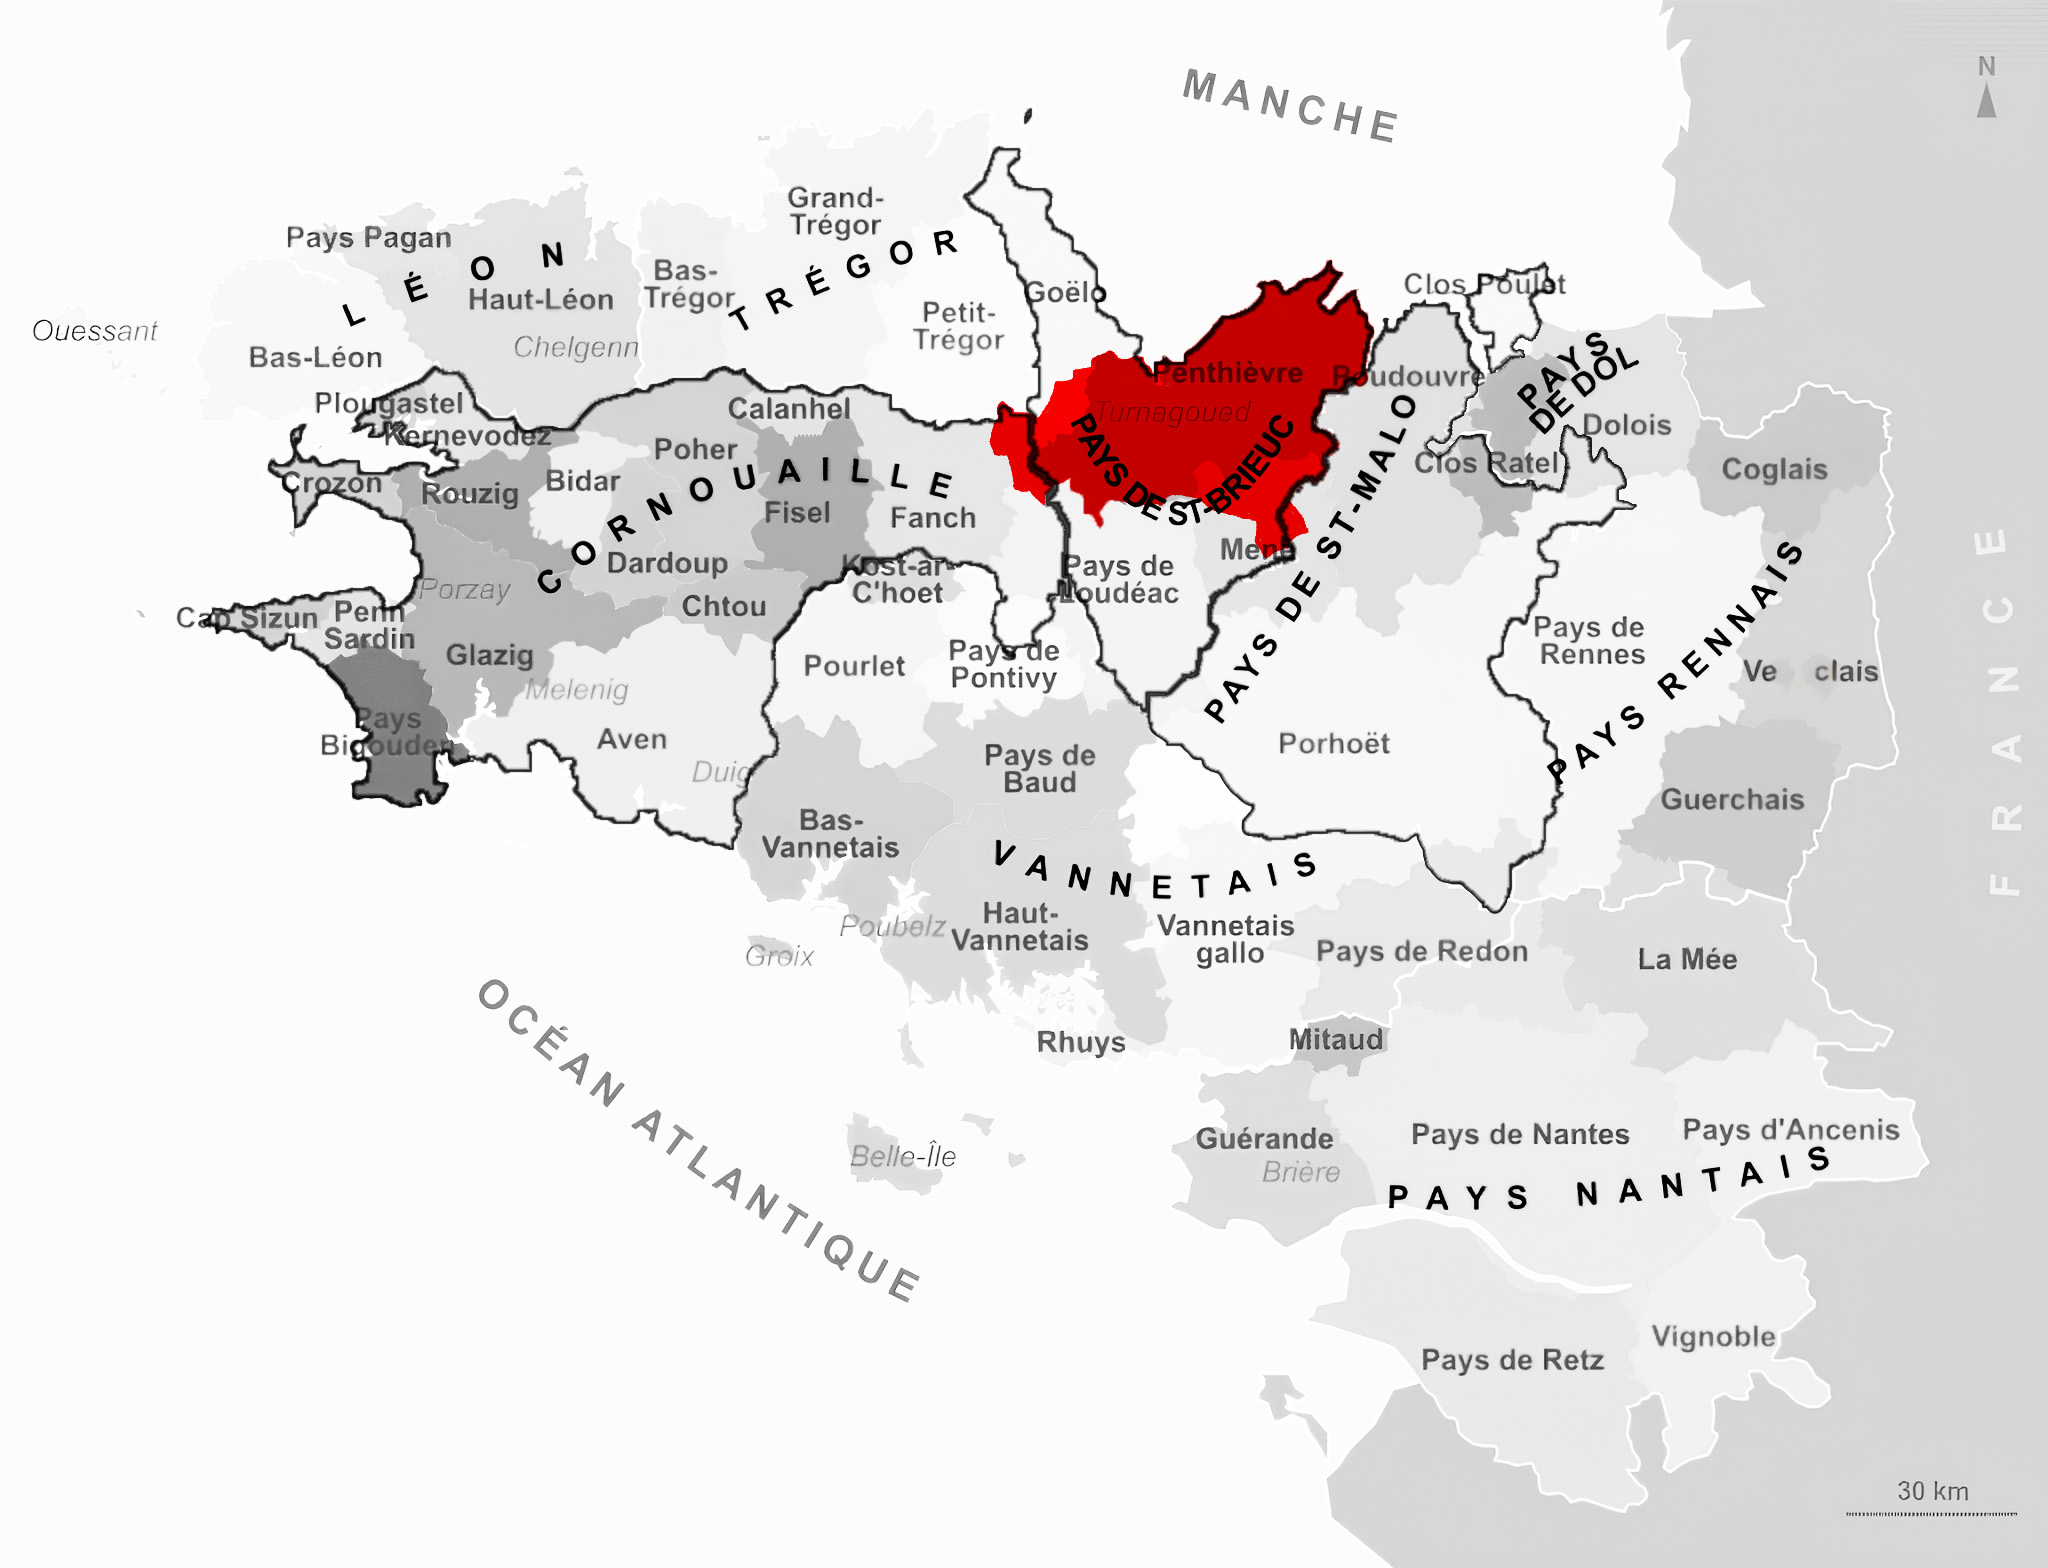 MANCHE
N
Grand-
Trégor
Pays Pagan
LÉON
Haut-Léon
Bas-
Trégor
TRÉGOR
Goëlo
Clos Poulet
Ouessant
Chelgenn
Bas-Léon
Petit-
Trégor
Penthièvre
Poudouvre
PAYS
DE DOL
Plougastel
Kernevodez
Calanhel
Turnagoued
Dolois
Poher
PAYS DE ST-BRIEUC
PAYS DE ST-MALO
Clos Ratel
Coglais
Crozon
Rouzig
Bidar
CORNOUAILLE
Fisel
Fanch
FRANCE
Dardoup
Kost-ar-
C'hoet
Pays de
Loudéac
Mené
Porzay
Cap Sizun
Penn
Sardin
Chtou
Pays de
Rennes
PAYS RENNAIS
Glazig
Pourlet
Pays de
Pontivy
Ve clais
Melenig
Pays
Bigouden
Aven
Duig
Pays de
Baud
Porhoët
Guerchais
Bas-
Vannetais
VANNETAIS
Poubelz
Haut-
Vannetais
Vannetais
gallo
Pays de Redon
La Mée
Groix
OCÉAN ATLANTIQUE
Rhuys
Mitaud
Belle-Île
Guérande
Brière
Pays de Nantes
Pays d'Ancenis
PAYS NANTAIS
Pays de Retz
Vignoble
30 km